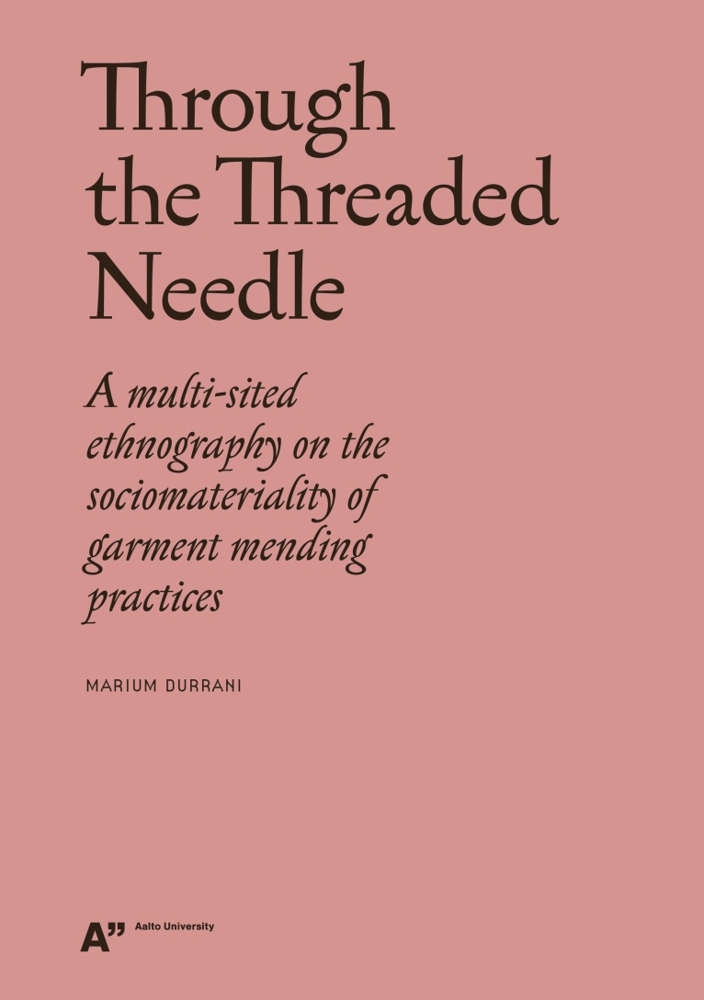 Through
the Threaded
Needle
A multi-sited
ethnography on the
sociomateriality of
garment mending
practices
MARIUM DURRANI
A” Aalto University